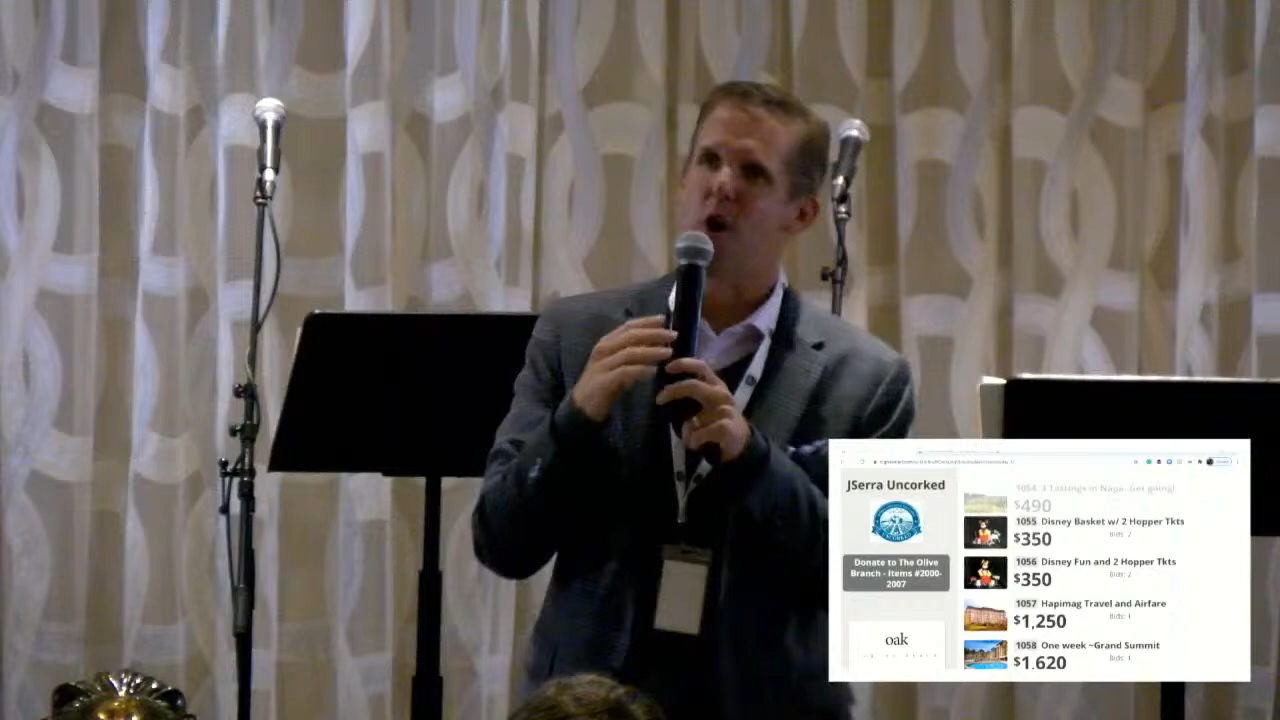 JSerra Uncorked
UNCORKED
Donate to The Olive
Branch - Items #2000-
2007
oak
1054 3 Tastings in Napa..Get going!
$490
1055 Disney Basket w/ 2 Hopper Tkts
$350
Bids: 2
1056 Disney Fun and 2 Hopper Tkts
$350
Bids: 2
1057 Hapimag Travel and Airfare
$1,250
Bids: 1
1058 One week ~Grand Summit
$1,620
Bids: 1